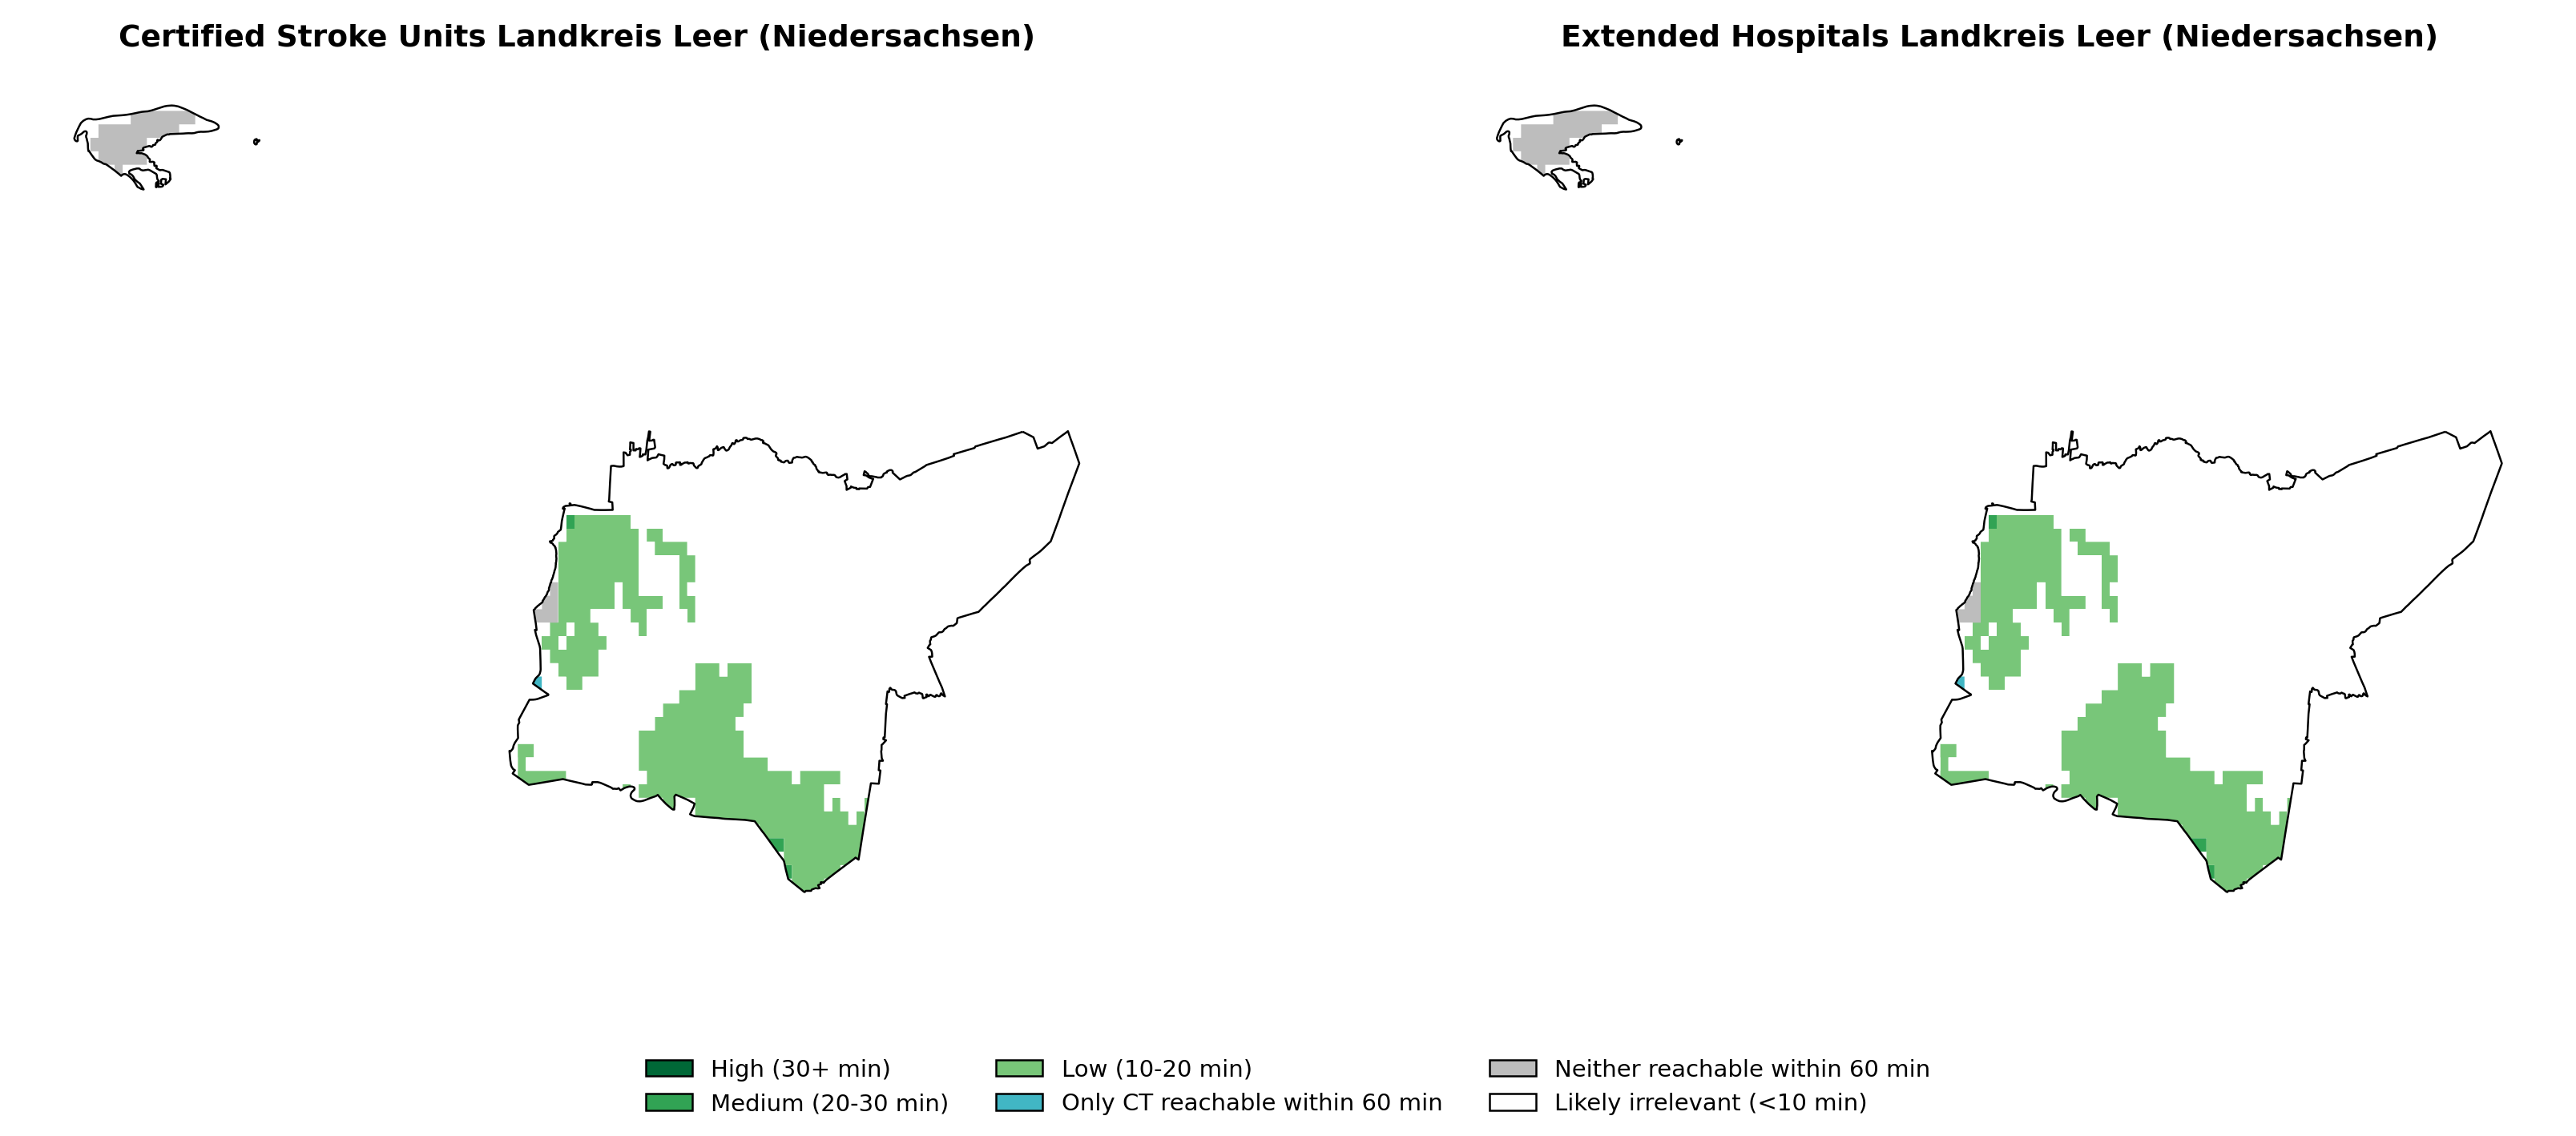 Certified Stroke Units Landkreis Leer (Niedersachsen)
Extended Hospitals Landkreis Leer (Niedersachsen)
High (30+ min)
Medium (20-30 min)
Low (10-20 min)
Only CT reachable within 60 min
Neither reachable within 60 min
Likely irrelevant (<10 min)